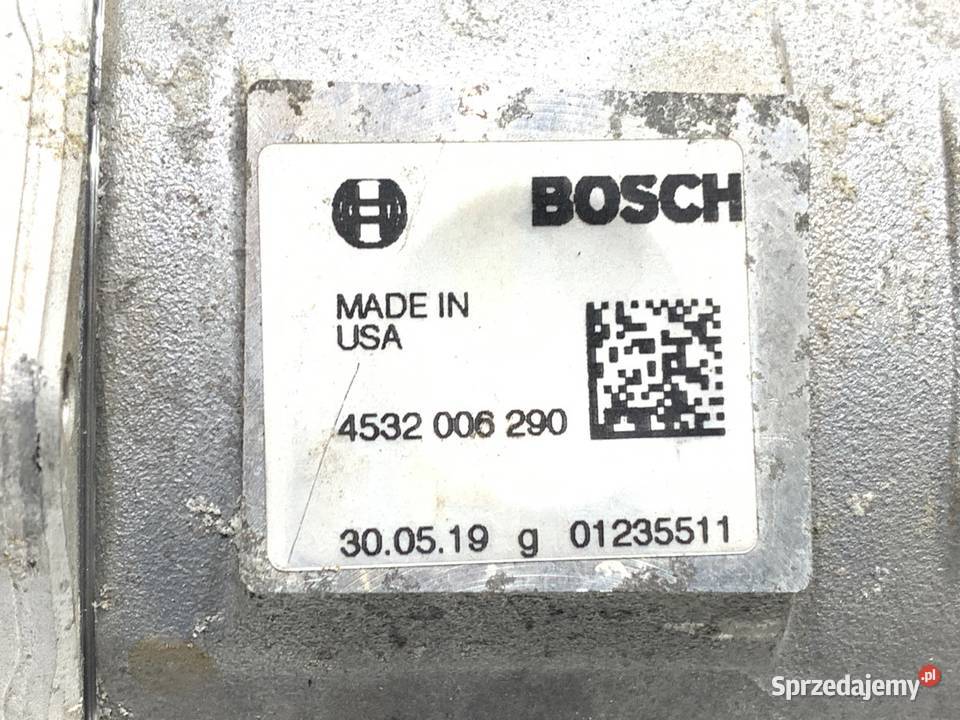 BOSCH
MADE IN
USA
4532 006 290
30.05.19 g 01235511
Sprzedajemy.pl